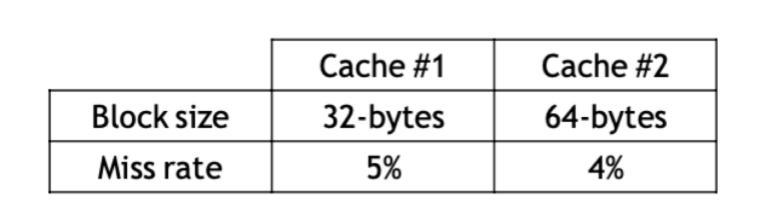 Cache #1 Cache #2
Block size 32-bytes 64-bytes
Miss rate 5% 4%